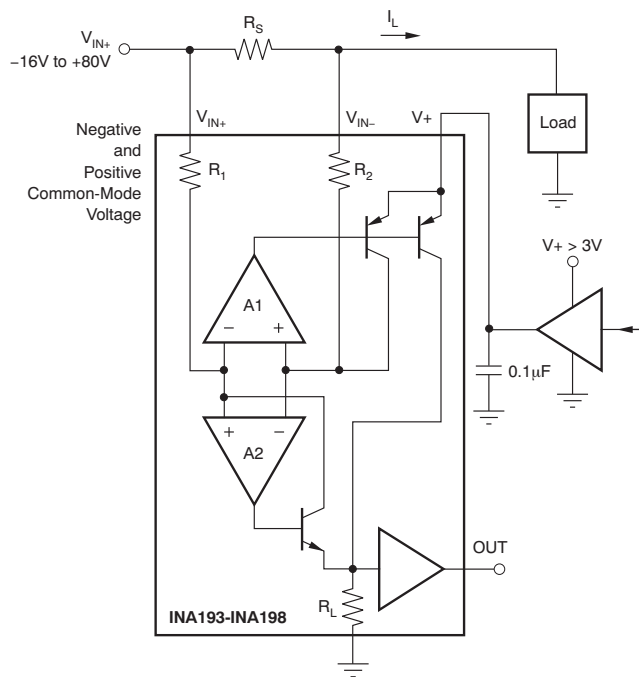 R_S
I_L
V_IN+
−16V to +80V
V_IN+
V_IN−
V+
Negative
and
Positive
Common-Mode
Voltage
R_1
R_2
Load
V+ > 3V
A1
− +
0.1µF
+ −
A2
OUT
R_L
INA193-INA198